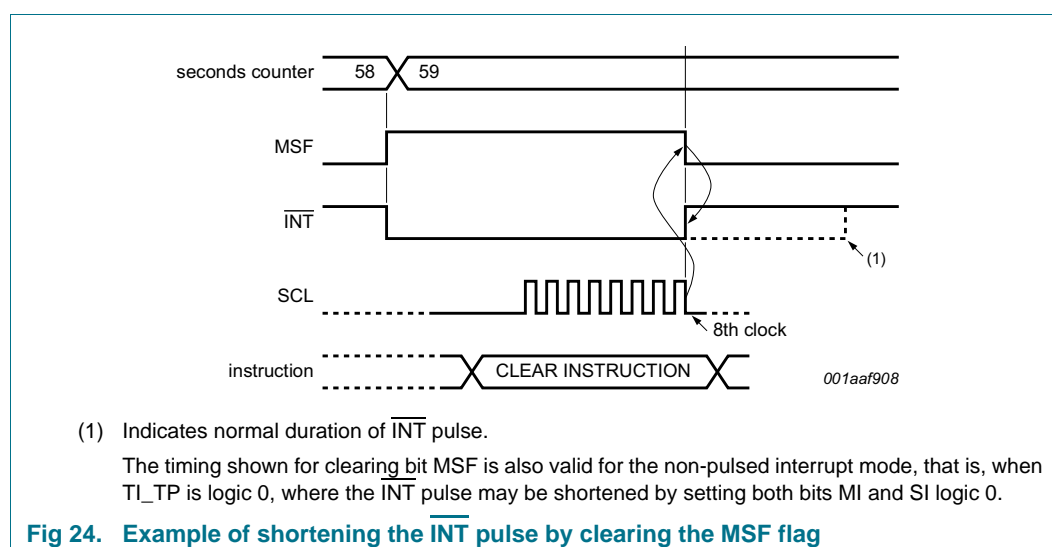 seconds counter 58 59
MSF
INT
(1)
SCL
8th clock
instruction CLEAR INSTRUCTION
001aaf908
(1) Indicates normal duration of INT pulse.
The timing shown for clearing bit MSF is also valid for the non-pulsed interrupt mode, that is, when
TI_TP is logic 0, where the INT pulse may be shortened by setting both bits MI and SI logic 0.
Fig 24. Example of shortening the INT pulse by clearing the MSF flag